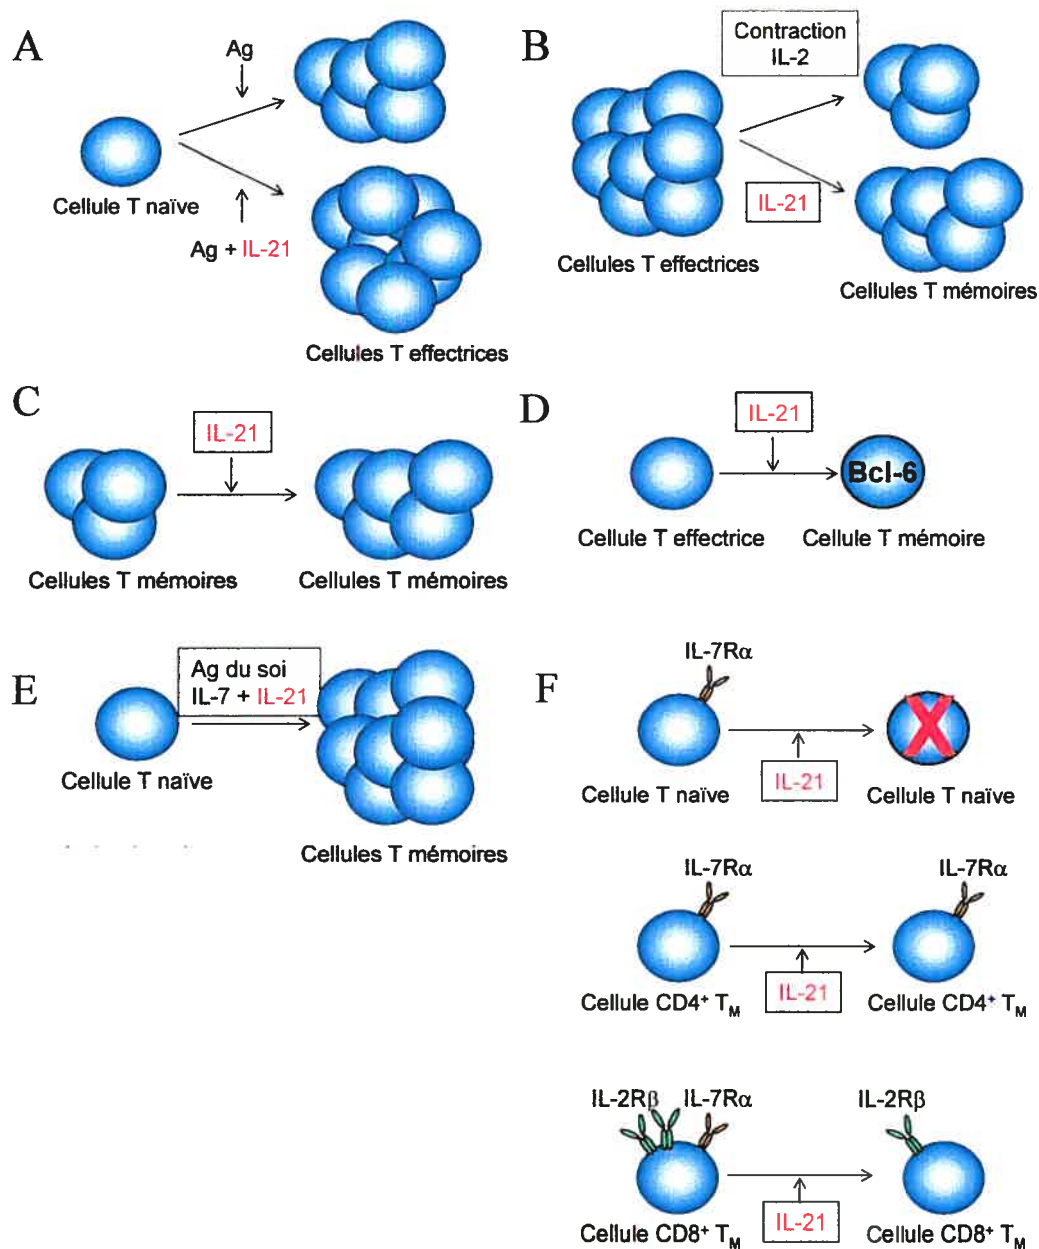 A
Ag
Cellule T naïve
Ag + IL-21
Cellules T effectrices
B
Contraction
IL-2
IL-21
Cellules T effectrices
Cellules T mémoires
C
IL-21
Cellules T mémoires
Cellules T mémoires
D
IL-21
Bcl-6
Cellule T effectrice
Cellule T mémoire
E
Ag du soi
IL-7 + IL-21
Cellule T naïve
Cellules T mémoires
F
IL-7Rα
X
IL-21
Cellule T naïve
Cellule T naïve
IL-7Rα
IL-7Rα
IL-21
Cellule CD4⁺ T_M
Cellule CD4⁺ T_M
IL-2Rβ
IL-7Rα
IL-2Rβ
IL-21
Cellule CD8⁺ T_M
Cellule CD8⁺ T_M